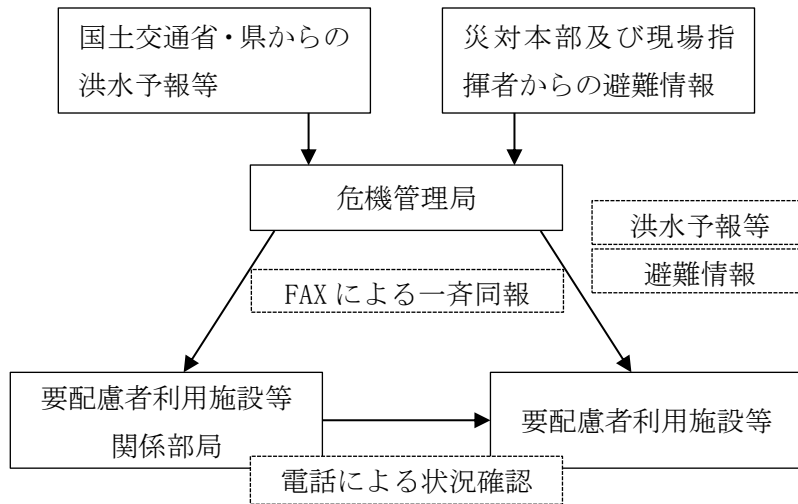 国土交通省・県からの
洪水予報等
災対本部及び現場指
揮者からの避難情報
危機管理局
洪水予報等
避難情報
FAXによる一斉同報
要配慮者利用施設等
関係部局
要配慮者利用施設等
電話による状況確認